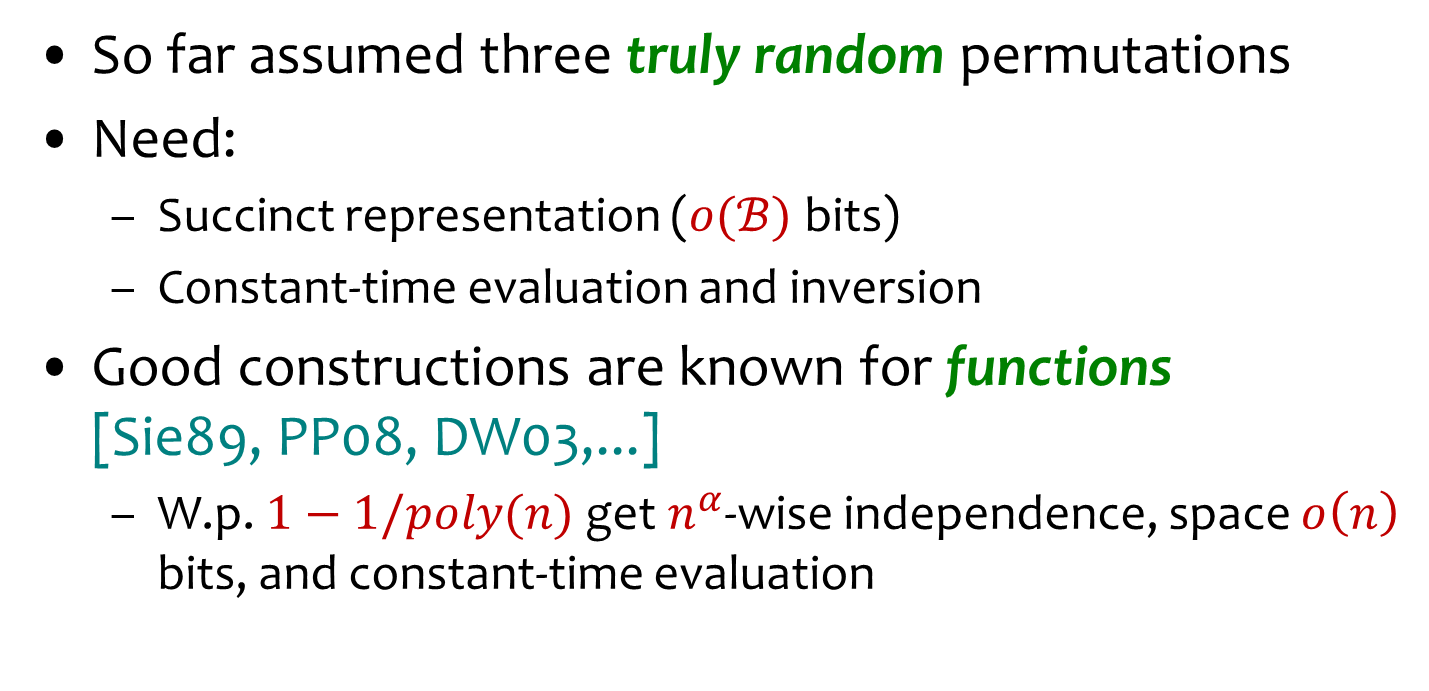 • So far assumed three truly random permutations
• Need:
– Succinct representation (o(ℬ) bits)
– Constant-time evaluation and inversion
• Good constructions are known for functions
[Sie89, PP08, DW03,...]
– W.p. 1 − 1/poly(n) get n^α-wise independence, space o(n)
bits, and constant-time evaluation